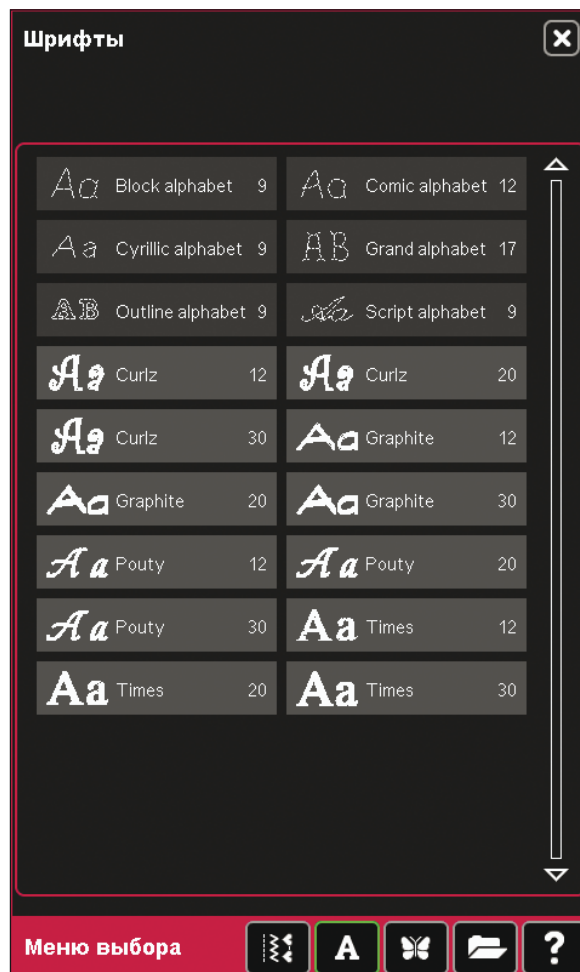 Шрифты
Aa Block alphabet 9 Aa Comic alphabet 12
Aa Cyrillic alphabet 9 AB Grand alphabet 17
AB Outline alphabet 9 Aa Script alphabet 9
Aa Curlz 12 Aa Curlz 20
Aa Curlz 30 Aa Graphite 12
Aa Graphite 20 Aa Graphite 30
Aa Pouty 12 Aa Pouty 20
Aa Pouty 30 Aa Times 12
Aa Times 20 Aa Times 30
Меню выбора A ?